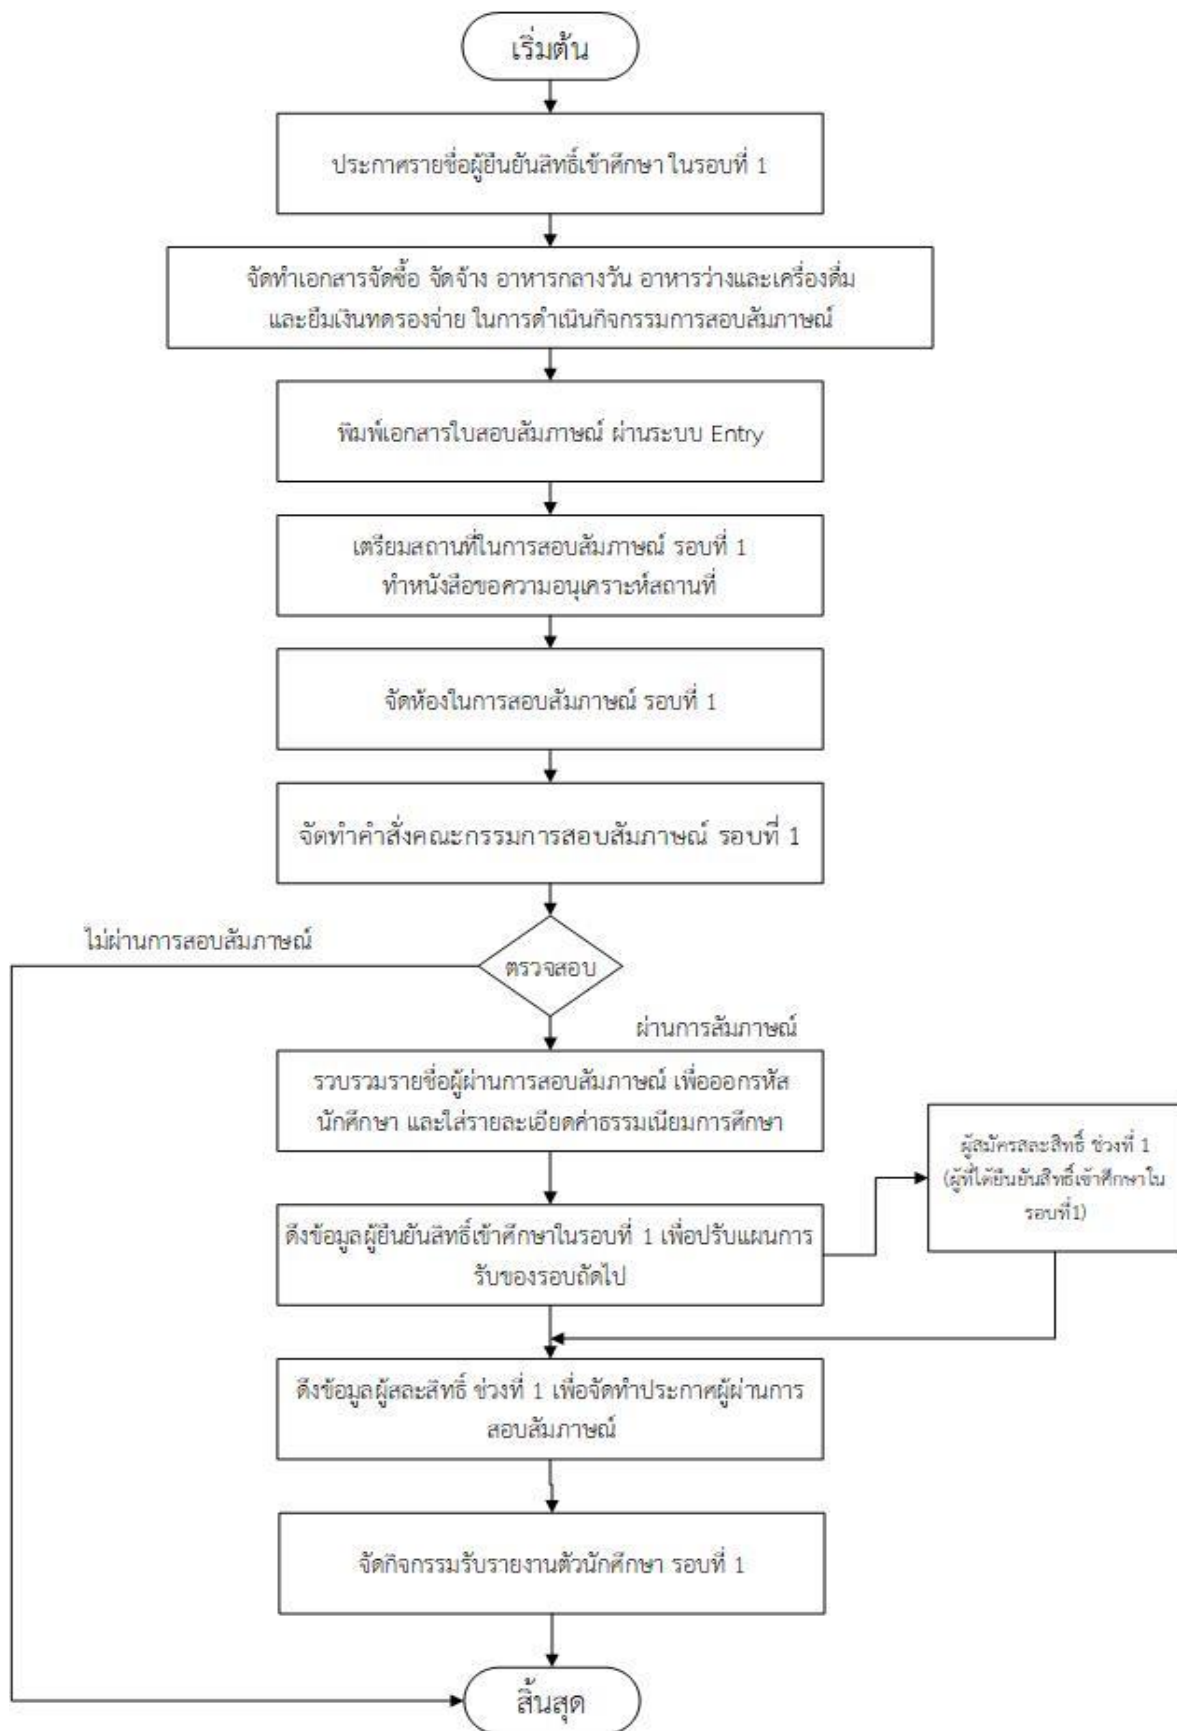 เริ่มต้น
ประกาศรายชื่อผู้ยืนยันสิทธิ์เข้าศึกษา ในรอบที่ 1
จัดทำเอกสารจัดซื้อ จัดจ้าง อาหารกลางวัน อาหารว่างและเครื่องดื่ม
และยืมเงินทดรองจ่าย ในการดำเนินกิจกรรมการสอบสัมภาษณ์
พิมพ์เอกสารใบสอบสัมภาษณ์ ผ่านระบบ Entry
เตรียมสถานที่ในการสอบสัมภาษณ์ รอบที่ 1
ทำหนังสือขอความอนุเคราะห์สถานที่
จัดห้องในการสอบสัมภาษณ์ รอบที่ 1
จัดทำคำสั่งคณะกรรมการสอบสัมภาษณ์ รอบที่ 1
ไม่ผ่านการสอบสัมภาษณ์
ตรวจสอบ
ผ่านการสัมภาษณ์
รวบรวมรายชื่อผู้ผ่านการสอบสัมภาษณ์ เพื่อออกรหัส
นักศึกษา และใส่รายละเอียดค่าธรรมเนียมการศึกษา
ผู้สมัครสละสิทธิ์ ช่วงที่ 1
(ผู้ที่ได้ยืนยันสิทธิ์เข้าศึกษาใน
รอบที่1)
ดึงข้อมูลผู้ยืนยันสิทธิ์เข้าศึกษาในรอบที่ 1 เพื่อปรับแผนการ
รับของรอบถัดไป
ดึงข้อมูลผู้สละสิทธิ์ ช่วงที่ 1 เพื่อจัดทำประกาศผู้ผ่านการ
สอบสัมภาษณ์
จัดกิจกรรมรับรายงานตัวนักศึกษา รอบที่ 1
สิ้นสุด